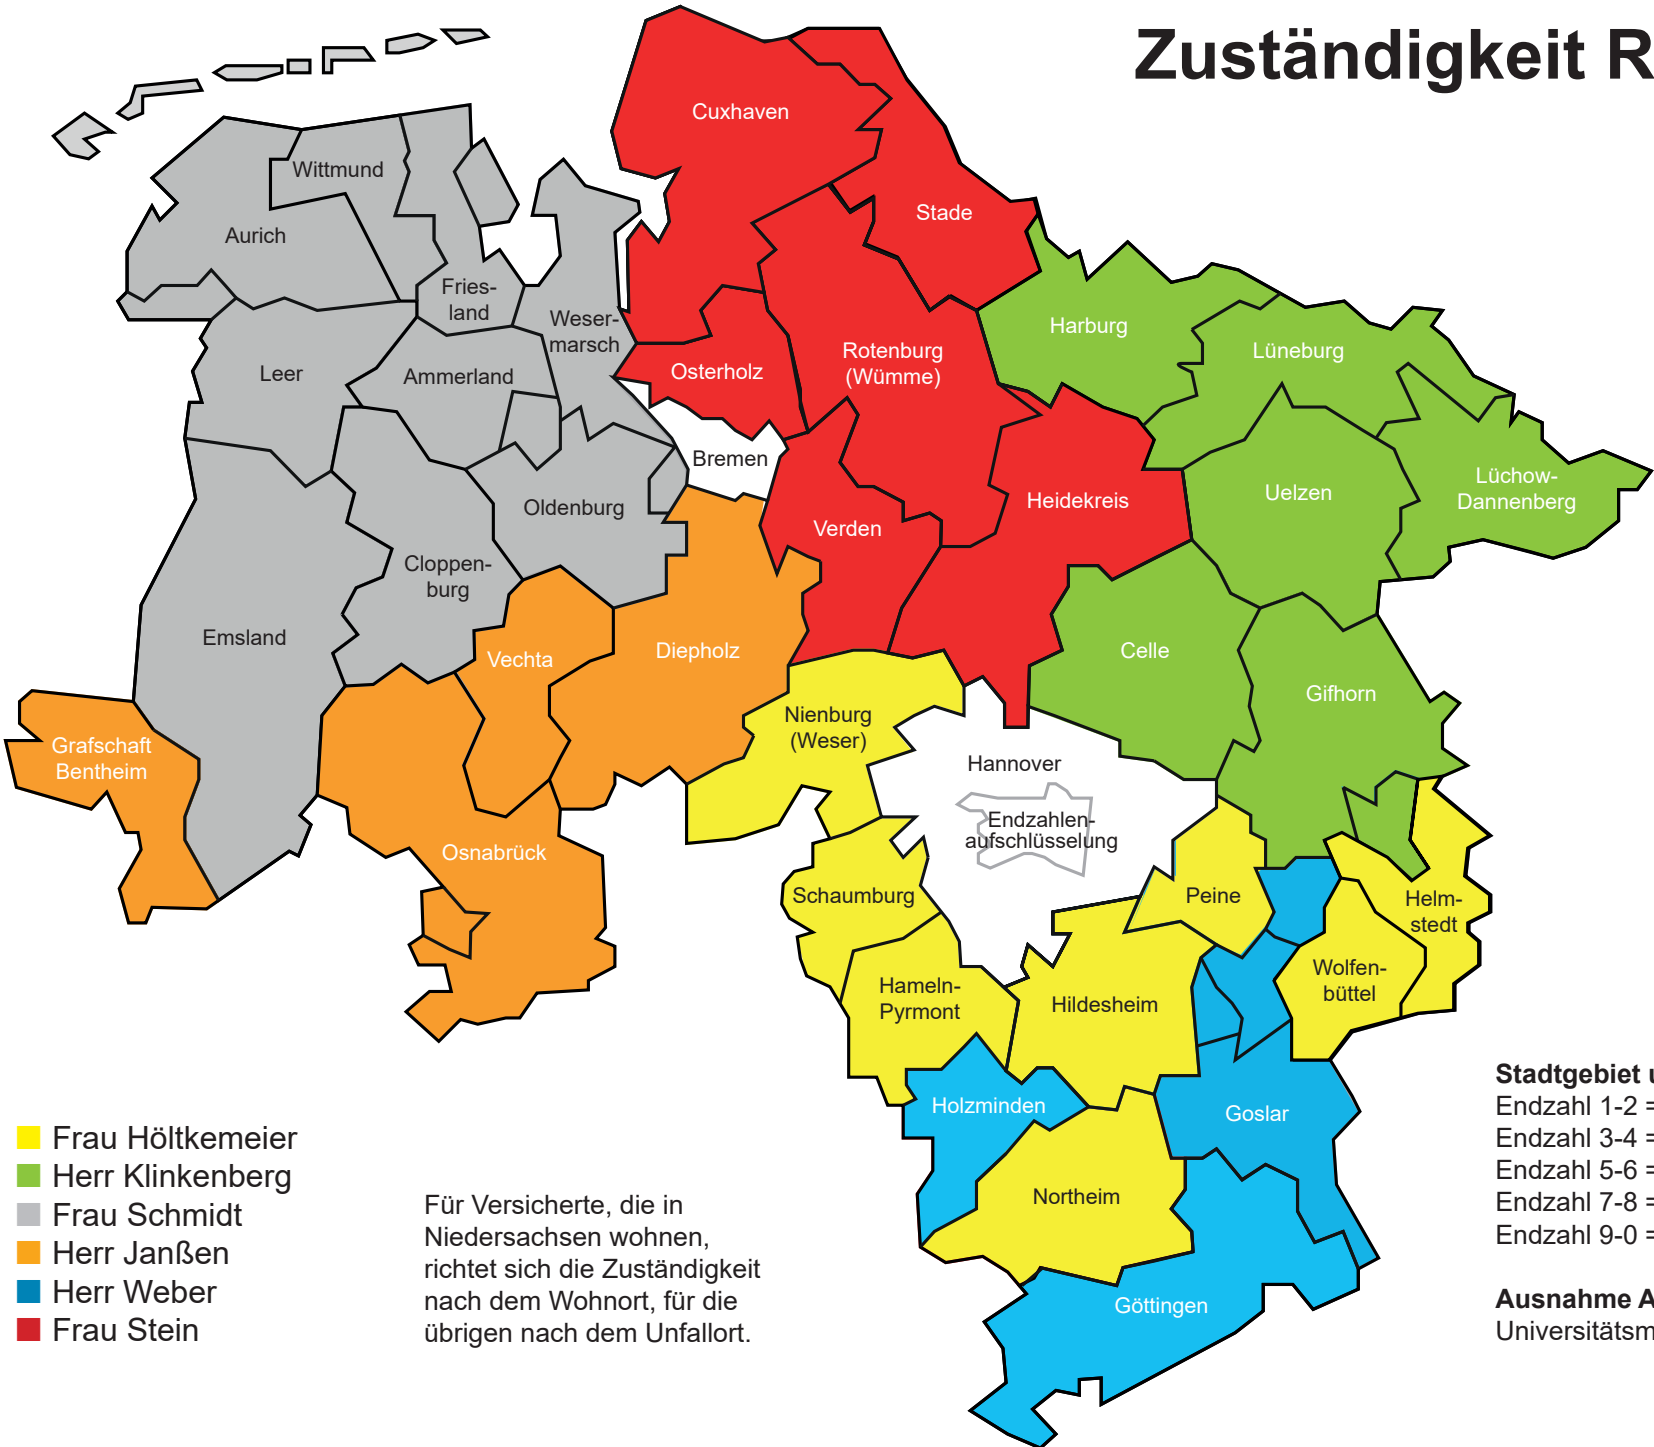 Zuständigkeit R
Cuxhaven
Wittmund
Stade
Aurich
Fries-
land
Weser-
marsch
Harburg
Lüneburg
Rotenburg
(Wümme)
Leer
Ammerland
Osterholz
Bremen
Lüchow-
Dannenberg
Uelzen
Heidekreis
Oldenburg
Verden
Cloppen-
burg
Emsland
Vechta
Diepholz
Celle
Gifhorn
Nienburg
(Weser)
Grafschaft
Bentheim
Hannover
Endzahlen-
aufschlüsselung
Osnabrück
Schaumburg
Peine
Helm-
stedt
Wolfen-
büttel
Hameln-
Pyrmont
Hildesheim
Holzminden
Goslar
Northeim
Göttingen
Frau Höltkemeier
Herr Klinkenberg
Frau Schmidt
Herr Janßen
Herr Weber
Frau Stein
Für Versicherte, die in
Niedersachsen wohnen,
richtet sich die Zuständigkeit
nach dem Wohnort, für die
übrigen nach dem Unfallort.
Stadtgebiet u
Endzahl 1-2 =
Endzahl 3-4 =
Endzahl 5-6 =
Endzahl 7-8 =
Endzahl 9-0 =
Ausnahme A
Universitätsm